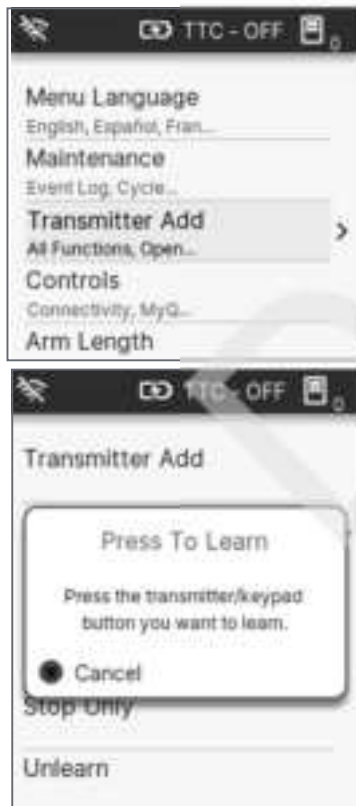 TTC - OFF 0
Menu Language
English, Español, Fran...
Maintenance
Event Log, Cycle...
Transmitter Add
All Functions, Open...
Controls
Connectivity, MyQ...
Arm Length
TTC - OFF 0
Transmitter Add
Press To Learn
Press the transmitter/keypad
button you want to learn.
Cancel
Stop Only
Unlearn